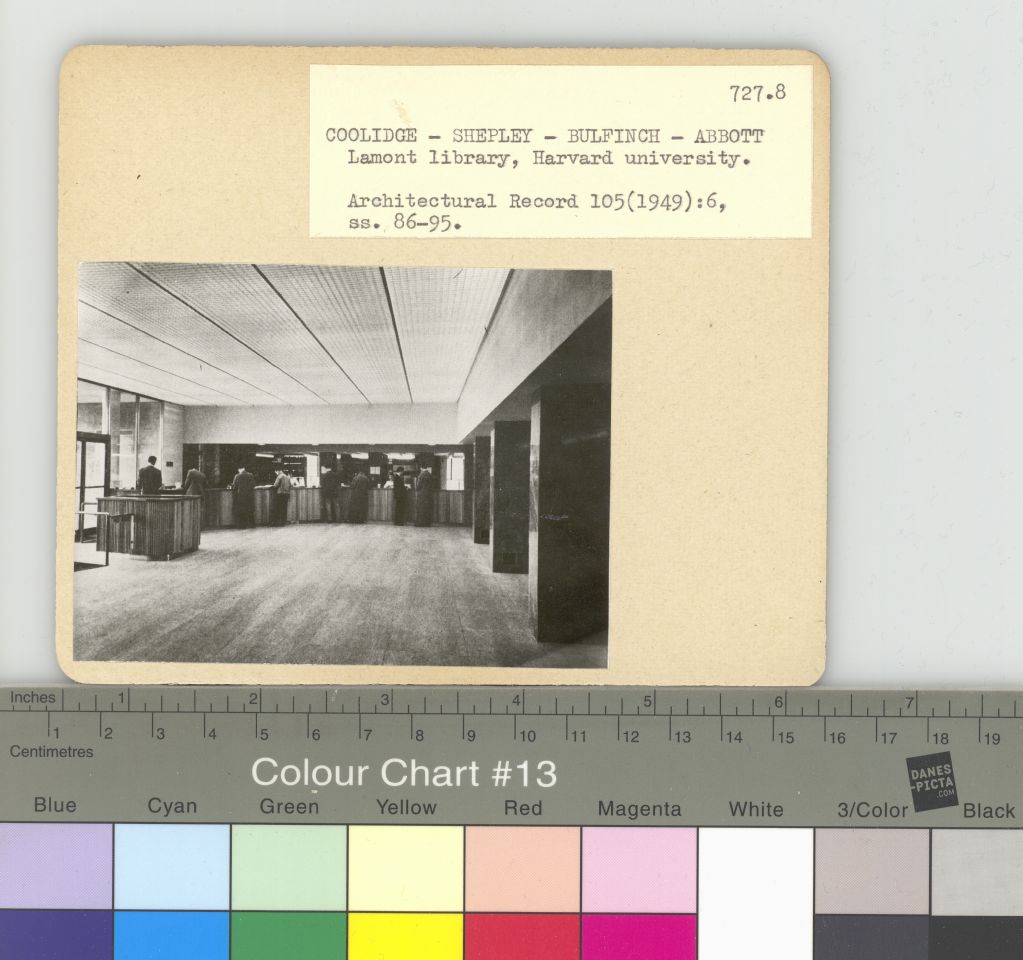 727.8
COOLIDGE - SHEPLEY - BULFINCH - ABBOTT
Lamont library, Harvard university.
Architectural Record 105(1949):6,
ss. 86-95.
Inches 1 2 3 4 5 6 7
1 2 3 4 5 6 7 8 9 10 11 12 13 14 15 16 17 18 19
Centimetres
Colour Chart #13
DANES
-PICTA
.COM
Blue Cyan Green Yellow Red Magenta White 3/Color Black